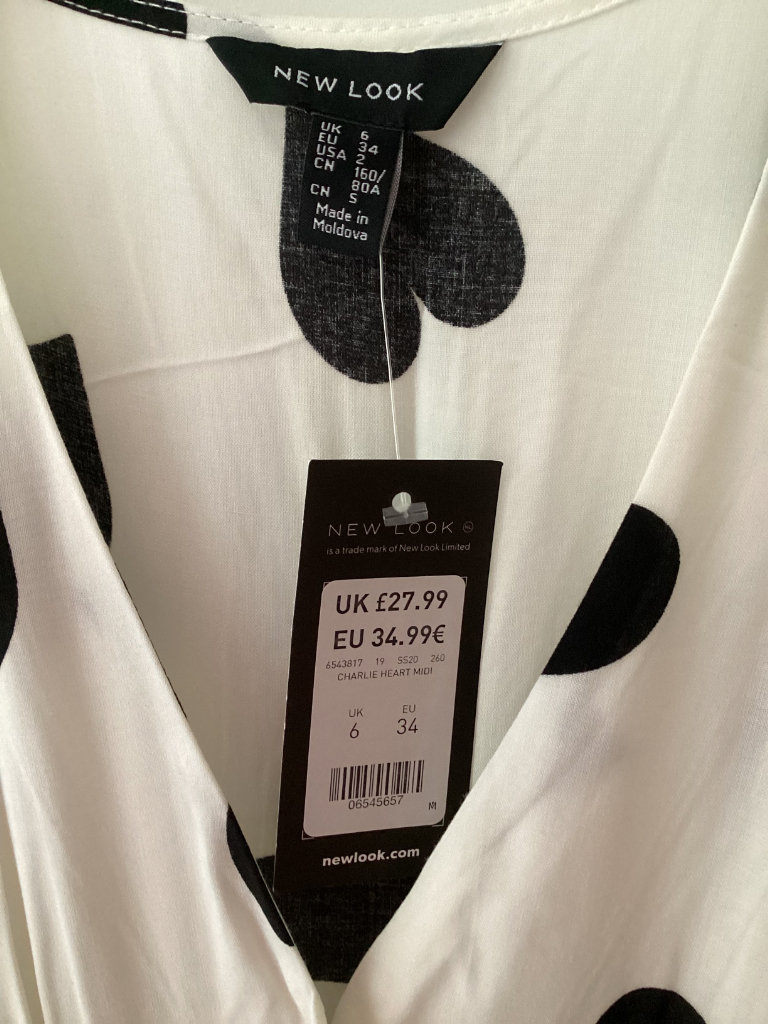 NEW LOOK
UK 6
EU 34
USA 2
CN 160/
80A
CN S
Made in
Moldova
NEW LOOK NL
is a trade mark of New Look Limited
UK £27.99
EU 34.99€
6543817 19 SS20 260
CHARLIE HEART MIDI
UK EU
6 34
06545657
newlook.com